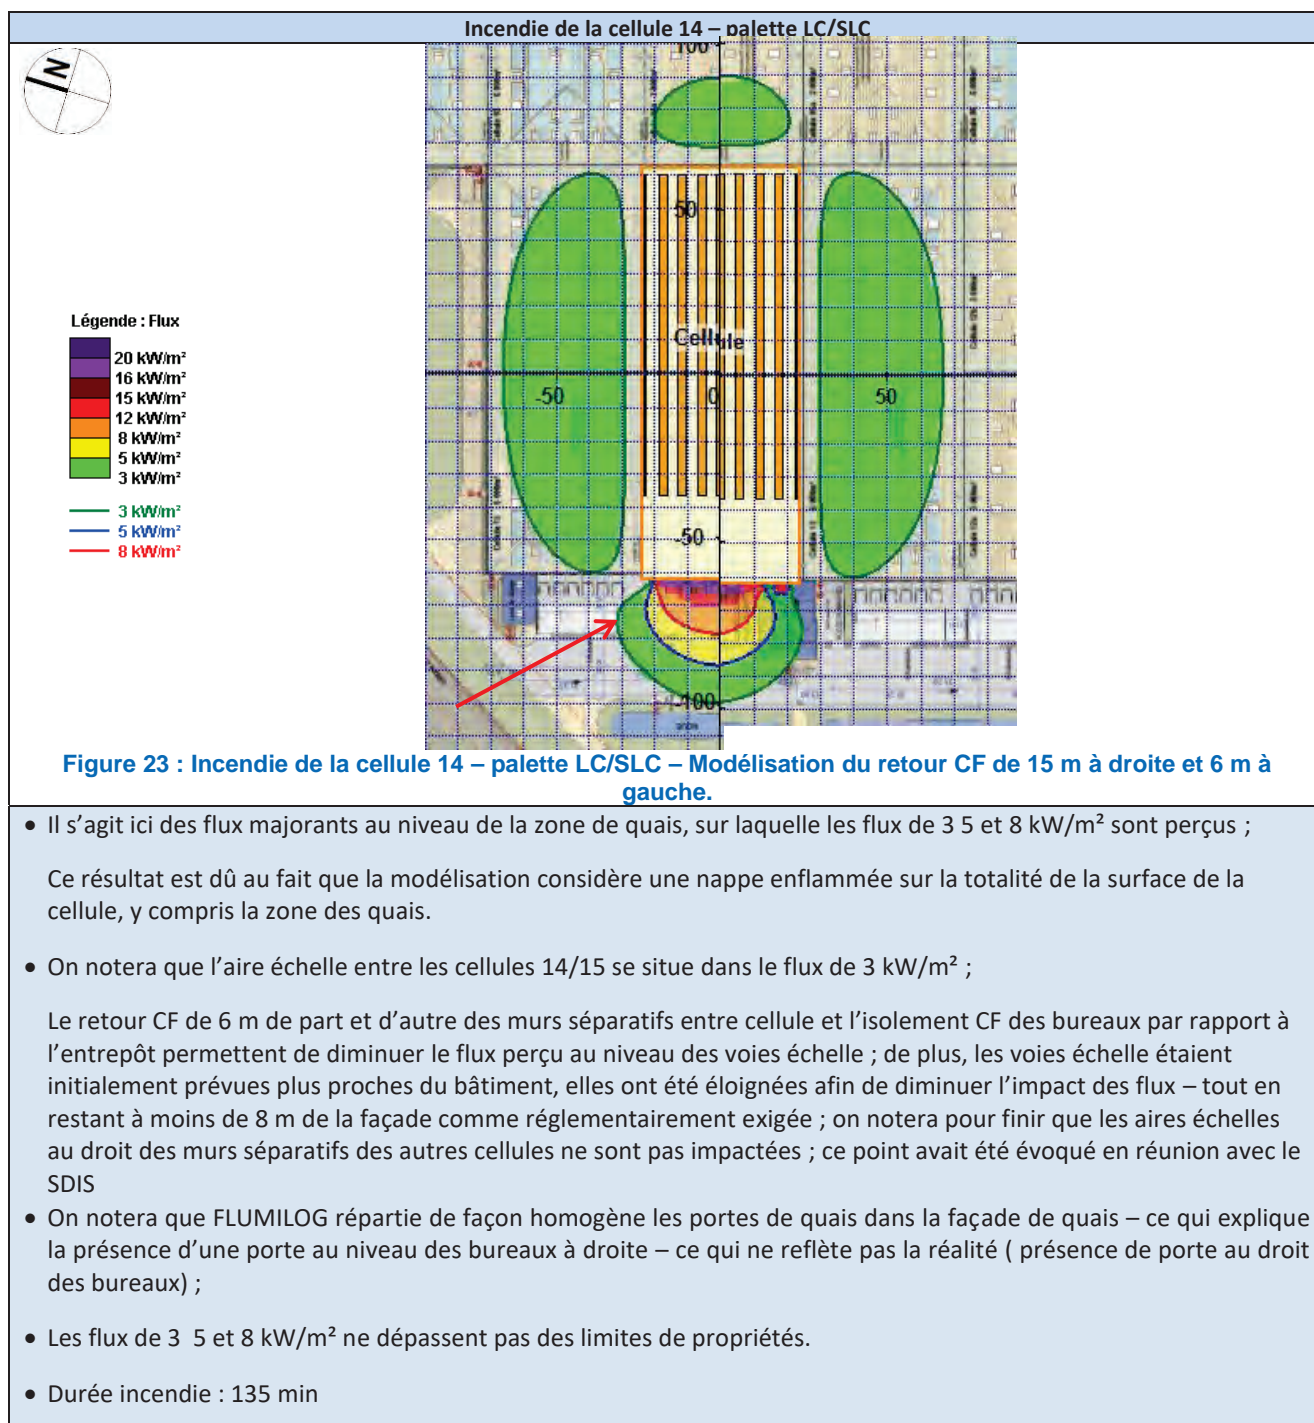 Incendie de la cellule 14 – palette LC/SLC
N
100
50
Cellule
-50
0
50
-50
-100
Légende : Flux
20 kW/m²
16 kW/m²
15 kW/m²
12 kW/m²
8 kW/m²
5 kW/m²
3 kW/m²
3 kW/m²
5 kW/m²
8 kW/m²
Figure 23 : Incendie de la cellule 14 – palette LC/SLC – Modélisation du retour CF de 15 m à droite et 6 m à
gauche.
• Il s’agit ici des flux majorants au niveau de la zone de quais, sur laquelle les flux de 3 5 et 8 kW/m² sont perçus ;
Ce résultat est dû au fait que la modélisation considère une nappe enflammée sur la totalité de la surface de la
cellule, y compris la zone des quais.
• On notera que l’aire échelle entre les cellules 14/15 se situe dans le flux de 3 kW/m² ;
Le retour CF de 6 m de part et d’autre des murs séparatifs entre cellule et l’isolement CF des bureaux par rapport à
l’entrepôt permettent de diminuer le flux perçu au niveau des voies échelle ; de plus, les voies échelle étaient
initialement prévues plus proches du bâtiment, elles ont été éloignées afin de diminuer l’impact des flux – tout en
restant à moins de 8 m de la façade comme réglementairement exigée ; on notera pour finir que les aires échelles
au droit des murs séparatifs des autres cellules ne sont pas impactées ; ce point avait été évoqué en réunion avec le
SDIS
• On notera que FLUMILOG répartie de façon homogène les portes de quais dans la façade de quais – ce qui explique
la présence d’une porte au niveau des bureaux à droite – ce qui ne reflète pas la réalité ( présence de porte au droit
des bureaux) ;
• Les flux de 3 5 et 8 kW/m² ne dépassent pas des limites de propriétés.
• Durée incendie : 135 min